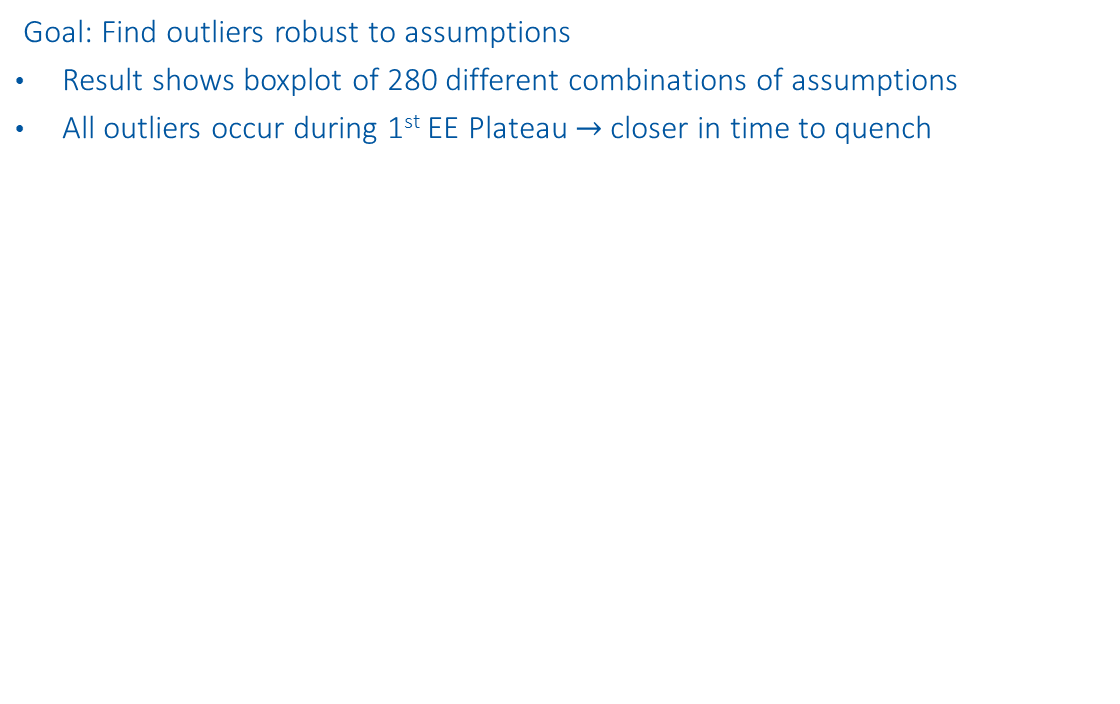 Goal: Find outliers robust to assumptions
• Result shows boxplot of 280 different combinations of assumptions
• All outliers occur during 1st EE Plateau → closer in time to quench